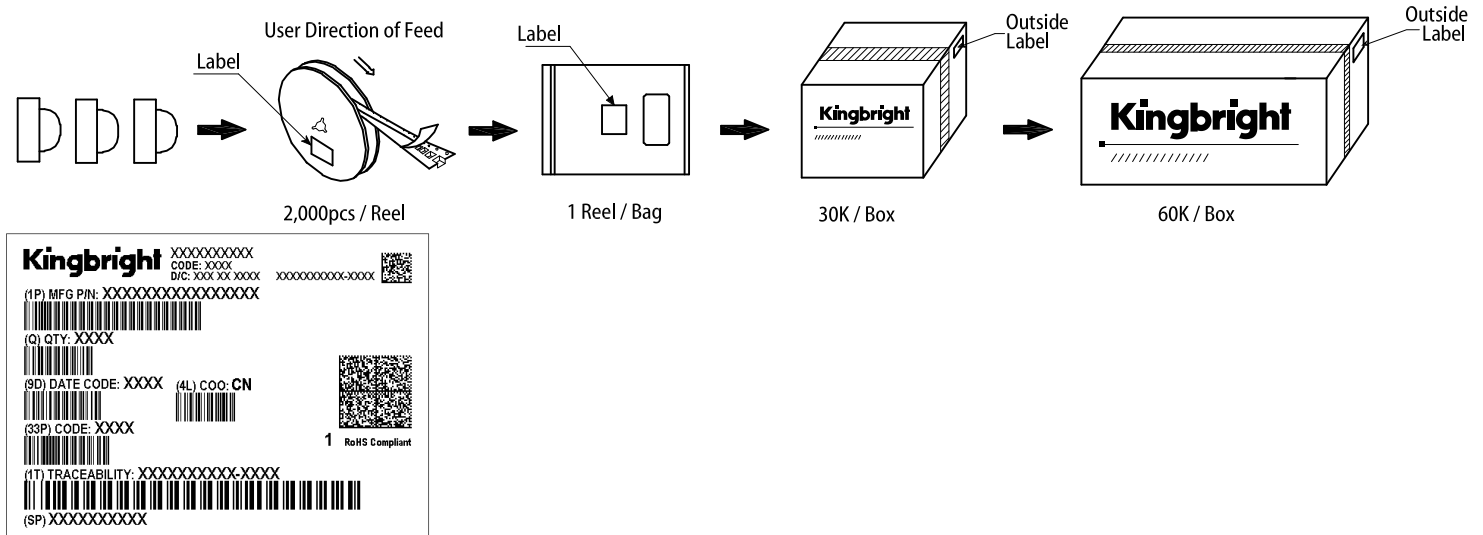 User Direction of Feed
Label
Label
Outside
Label
Outside
Label
Kingbright
Kingbright
2,000pcs / Reel
1 Reel / Bag
30K / Box
60K / Box
Kingbright
XXXXXXXXXX
CODE: XXXX
D/C: XXX XX XXXX
XXXXXXXXXX-XXXX
(1P) MFG P/N: XXXXXXXXXXXXXXXX
(Q) QTY: XXXX
(9D) DATE CODE: XXXX
(4L) COO: CN
(33P) CODE: XXXX
1 RoHS Compliant
(1T) TRACEABILITY: XXXXXXXXXX-XXXX
(SP) XXXXXXXXXX